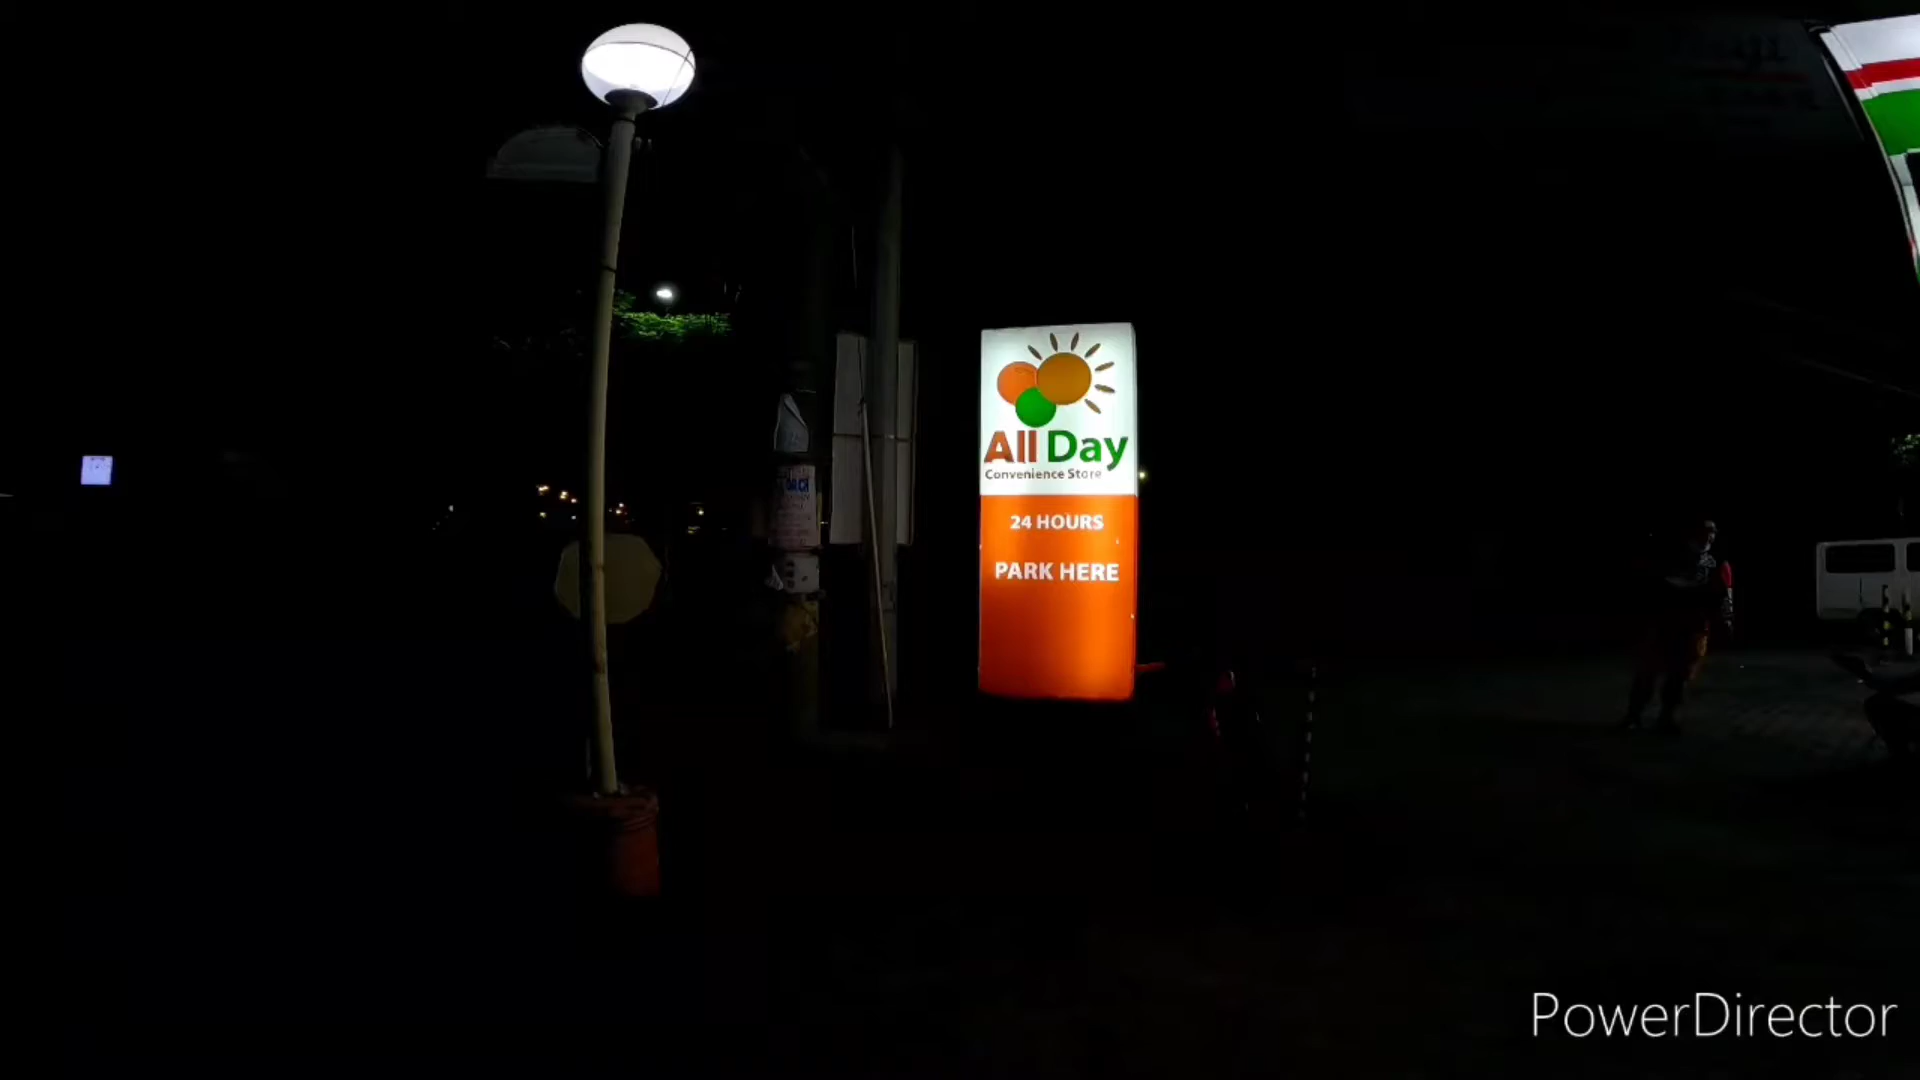 All Day
Convenience Store
24 HOURS
PARK HERE
PowerDirector